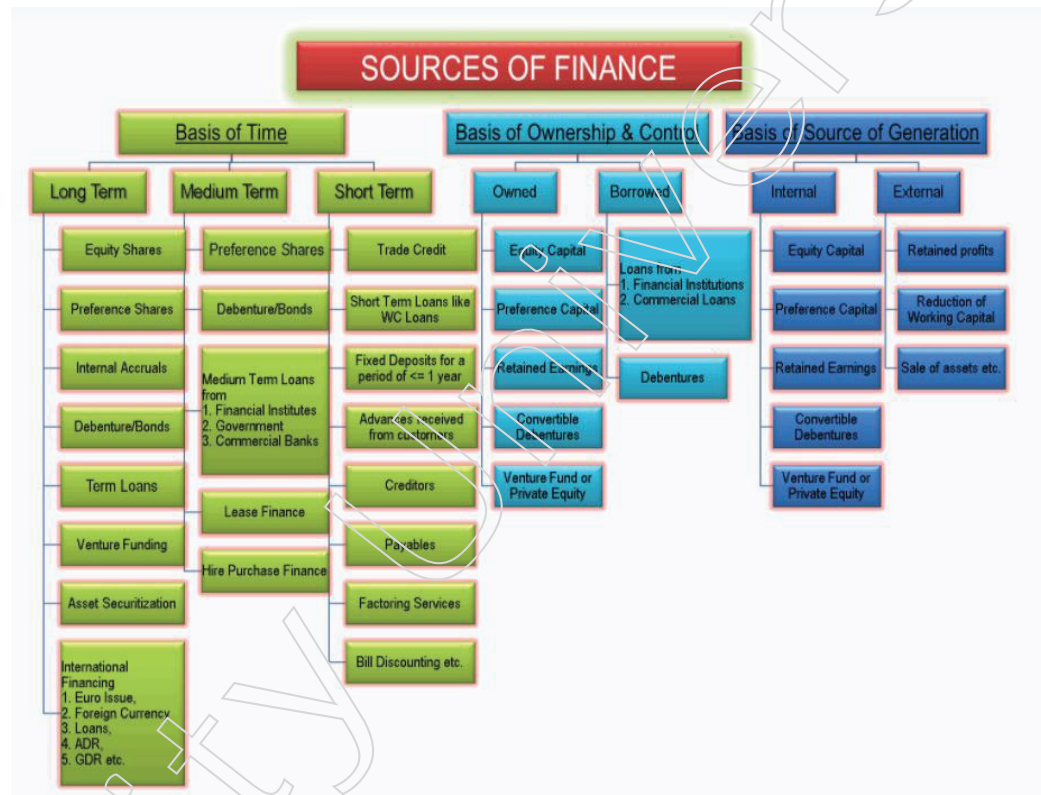 SOURCES OF FINANCE
Basis of Time
Long Term
Equity Shares
Preference Shares
Internal Accruals
Debenture/Bonds
Term Loans
Venture Funding
Asset Securitization
International
Financing
1. Euro Issue,
2. Foreign Currency
3. Loans,
4. ADR,
5. GDR etc.
Medium Term
Preference Shares
Debenture/Bonds
Medium Term Loans
from
1. Financial Institutes
2. Government
3. Commercial Banks
Lease Finance
Hire Purchase Finance
Short Term
Trade Credit
Short Term Loans like
WC Loans
Fixed Deposits for a
period of <= 1 year
Advances received
from customers
Creditors
Payables
Factoring Services
Bill Discounting etc.
Basis of Ownership & Control
Owned
Equity Capital
Preference Capital
Retained Earnings
Convertible
Debentures
Venture Fund or
Private Equity
Borrowed
Loans from
1. Financial Institutions
2. Commercial Loans
Debentures
Basis of Source of Generation
Internal
Equity Capital
Preference Capital
Retained Earnings
Convertible
Debentures
Venture Fund or
Private Equity
External
Retained profits
Reduction of
Working Capital
Sale of assets etc.